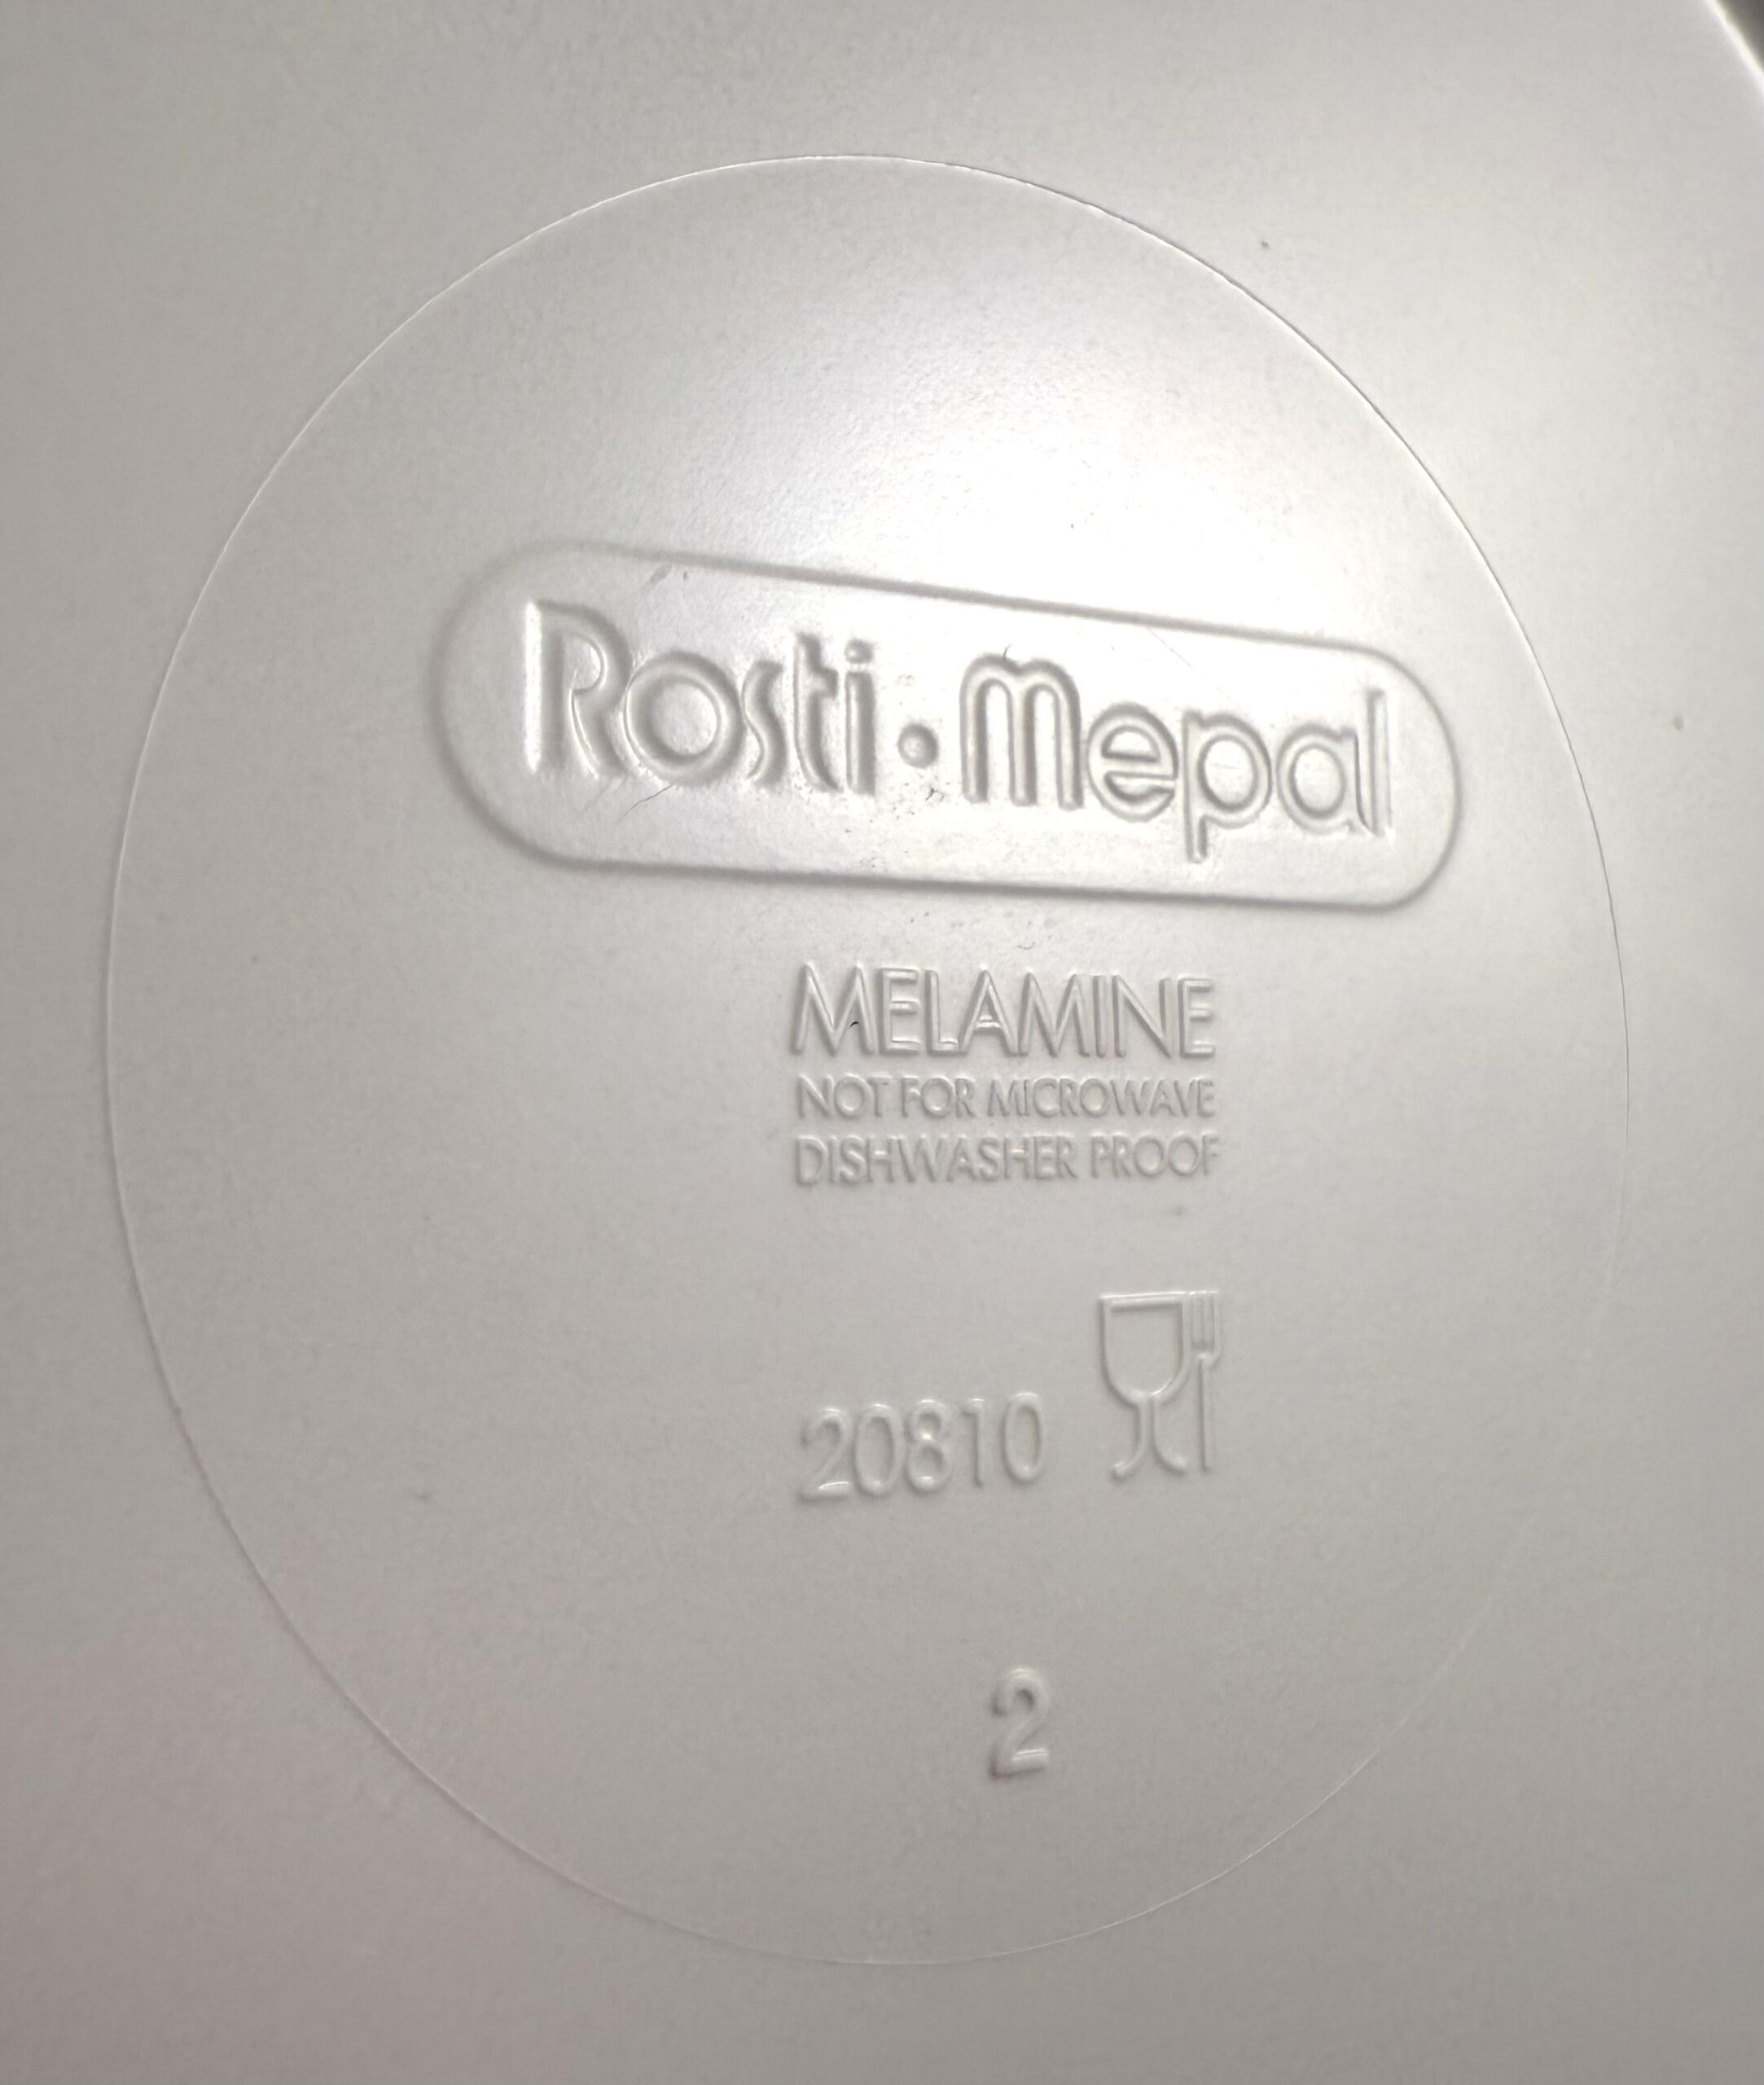 Rosti • Mepal
MELAMINE
NOT FOR MICROWAVE
DISHWASHER PROOF
20810
2